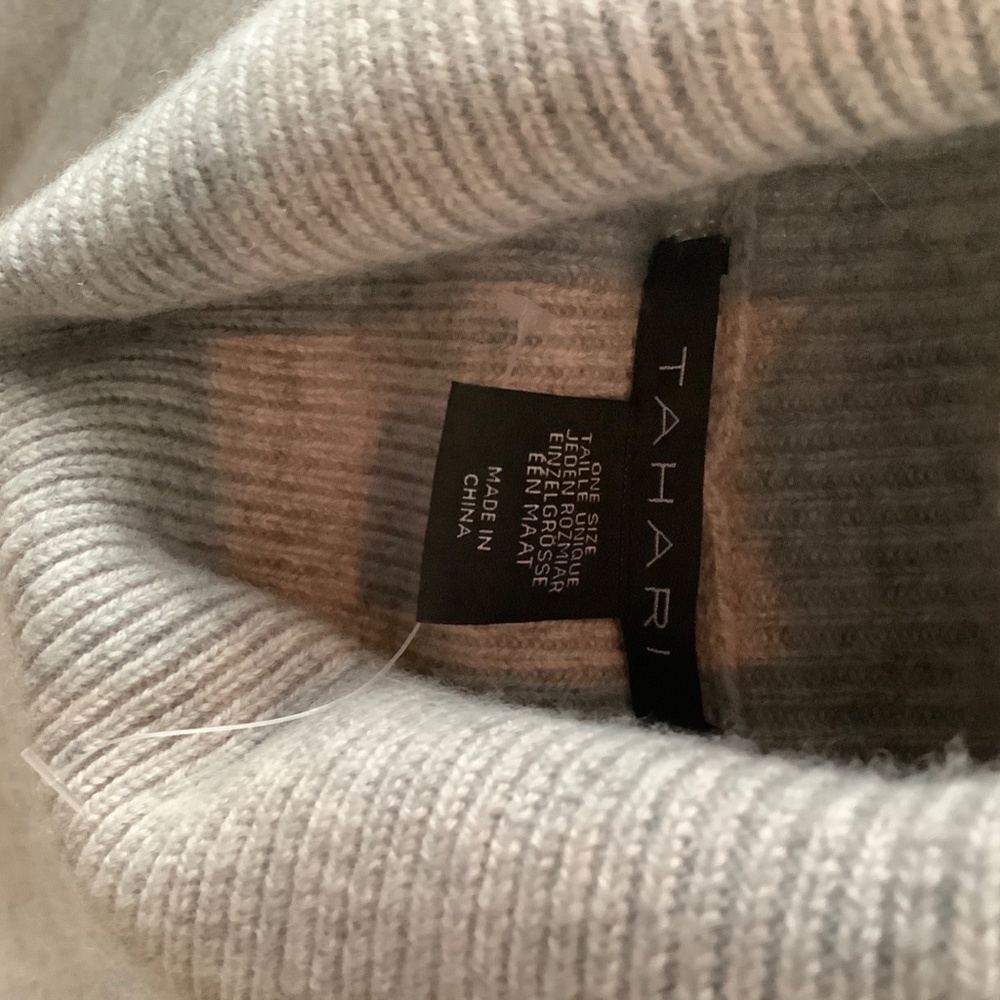 TAHARI
ONE SIZE
TAILLE UNIQUE
JEDEN ROZMIAR
EINZELGRÖSSE
ÉÉN MAAT
MADE IN
CHINA